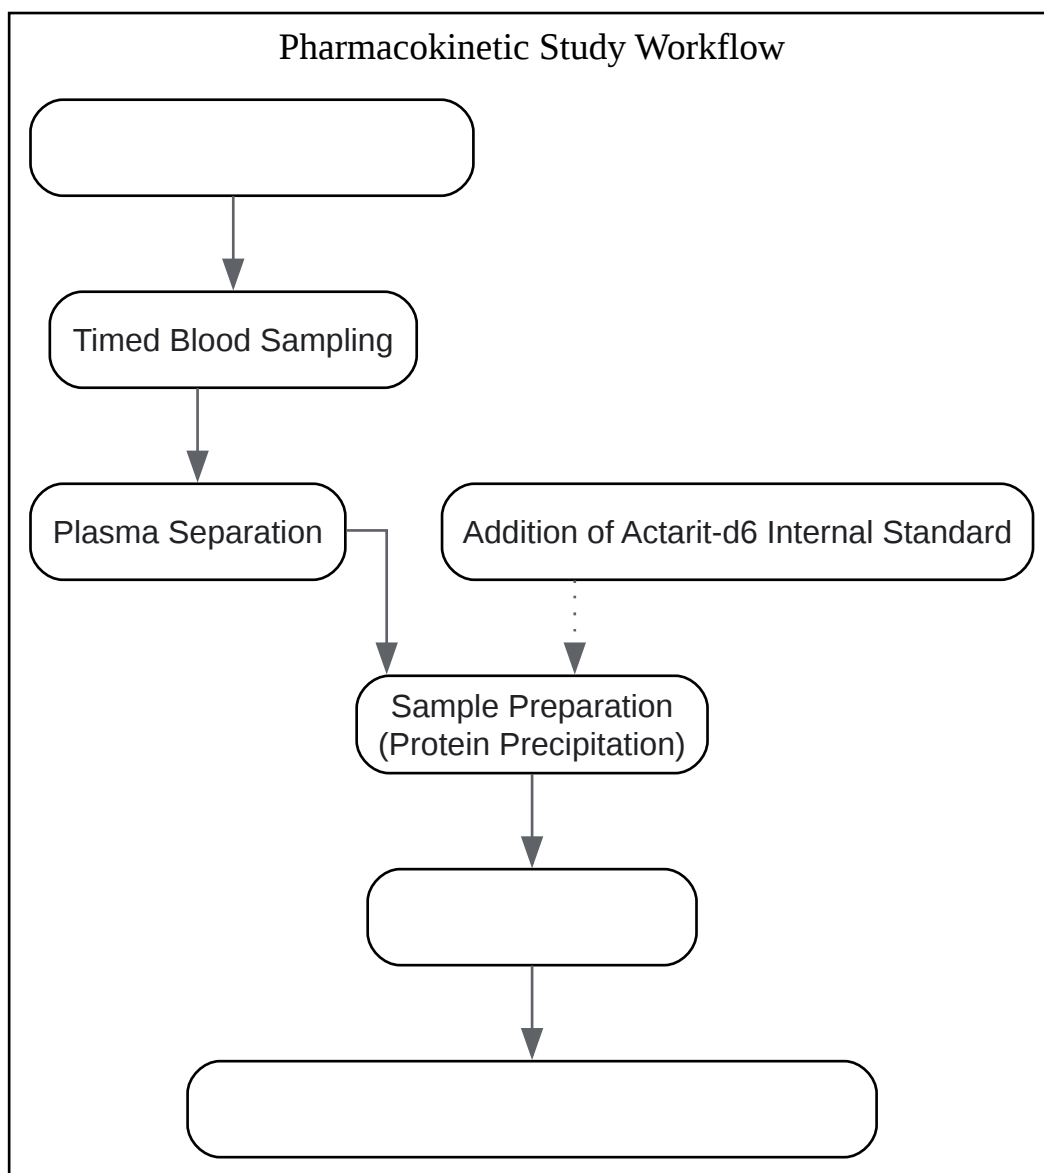 Pharmacokinetic Study Workflow
Timed Blood Sampling
Plasma Separation
Addition of Actarit-d6 Internal Standard
Sample Preparation
(Protein Precipitation)